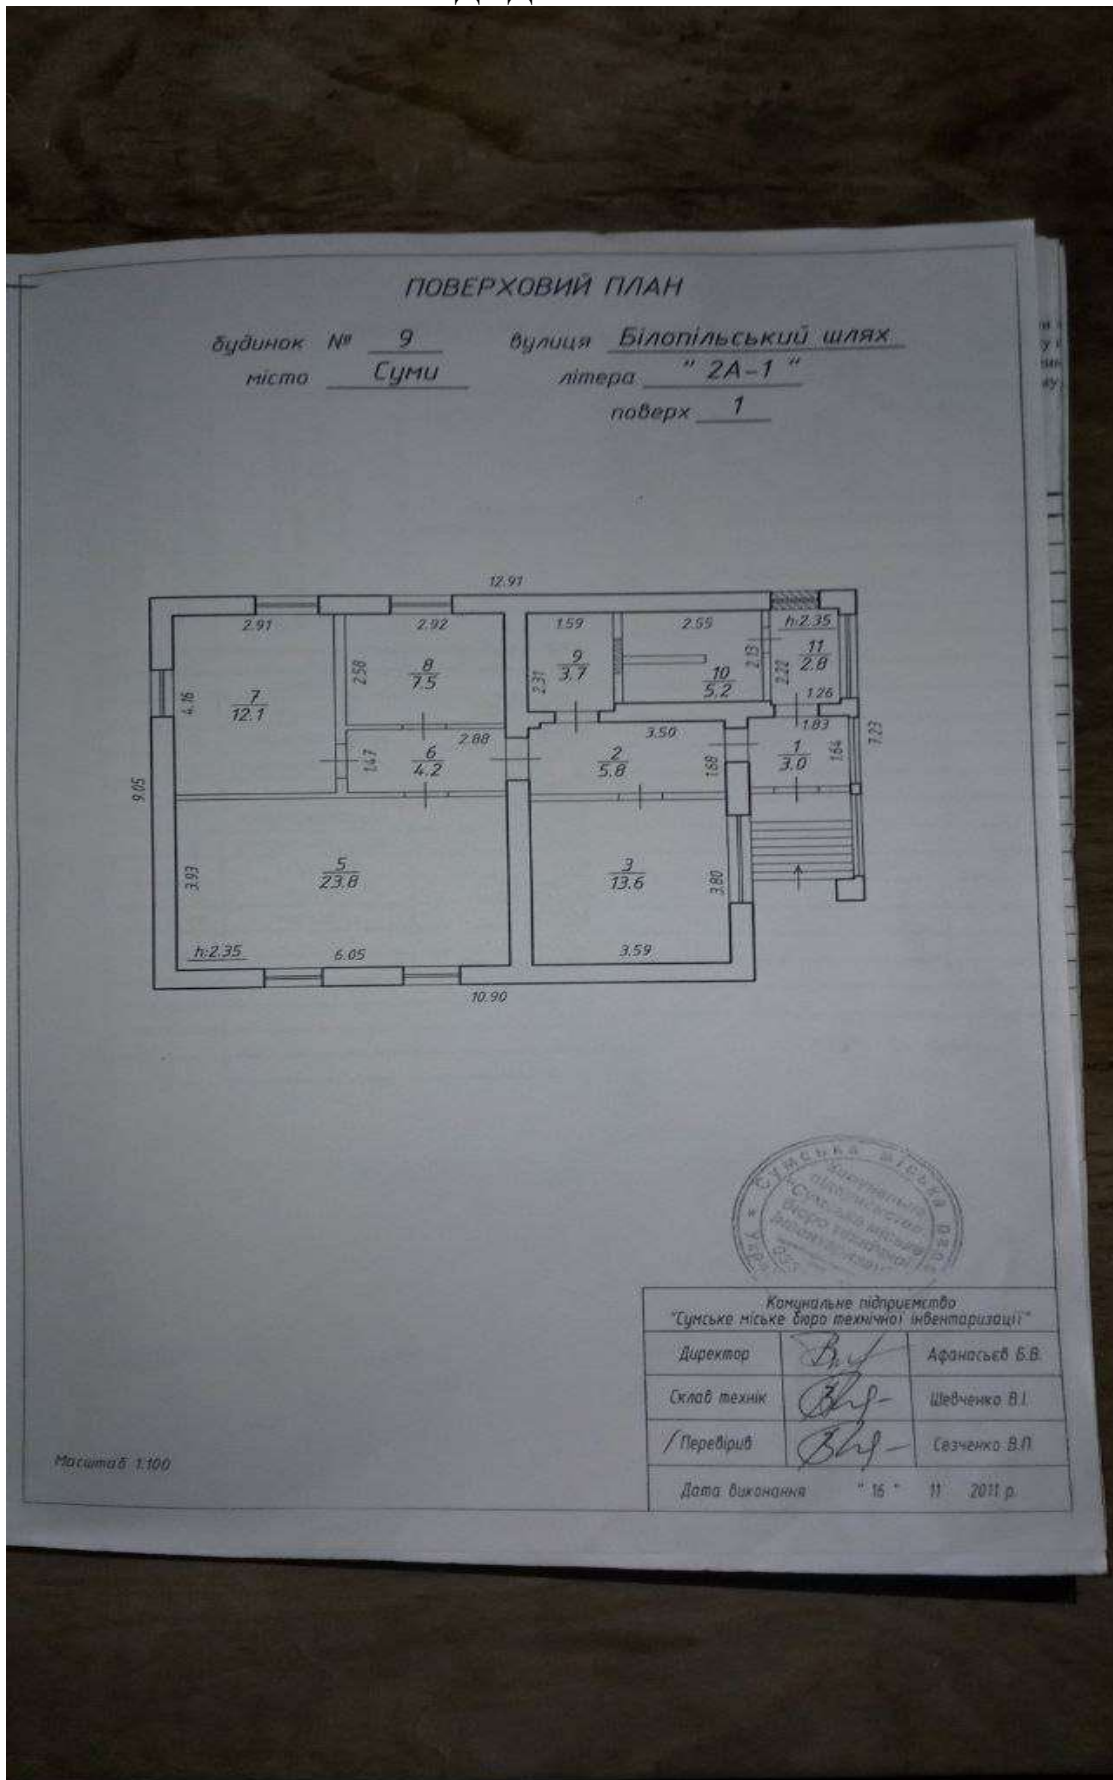 ПОВЕРХОВИЙ ПЛАН
будинок № 9 вулиця Білопільський шлях
місто Суми літера " 2А-1 "
поверх 1
12.91
2.91 2.92 1.59 2.55 h:2.35
4.16 7 12.1
2.58 8 7.5
2.31 9 3.7
10 5.2 2.13
2.22 11 2.8
1.26
1.47 6 4.2 2.88
2 5.8 3.50 1.68
1.83 1 3.0 1.64
7.23
9.05
3.93 5 23.8
3 13.6 3.80
h:2.35 6.05 3.59
10.90
СУМСЬКА МІСЬКА
Комунальне підприємство
"Сумське міське бюро технічної інвентаризації"
Директор Афанасьєв Б.В.
Склав технік Шевченко В.І.
Перевірив Сезченко В.П.
Дата виконання " 16 " 11 2011 р.
Масштаб 1:100